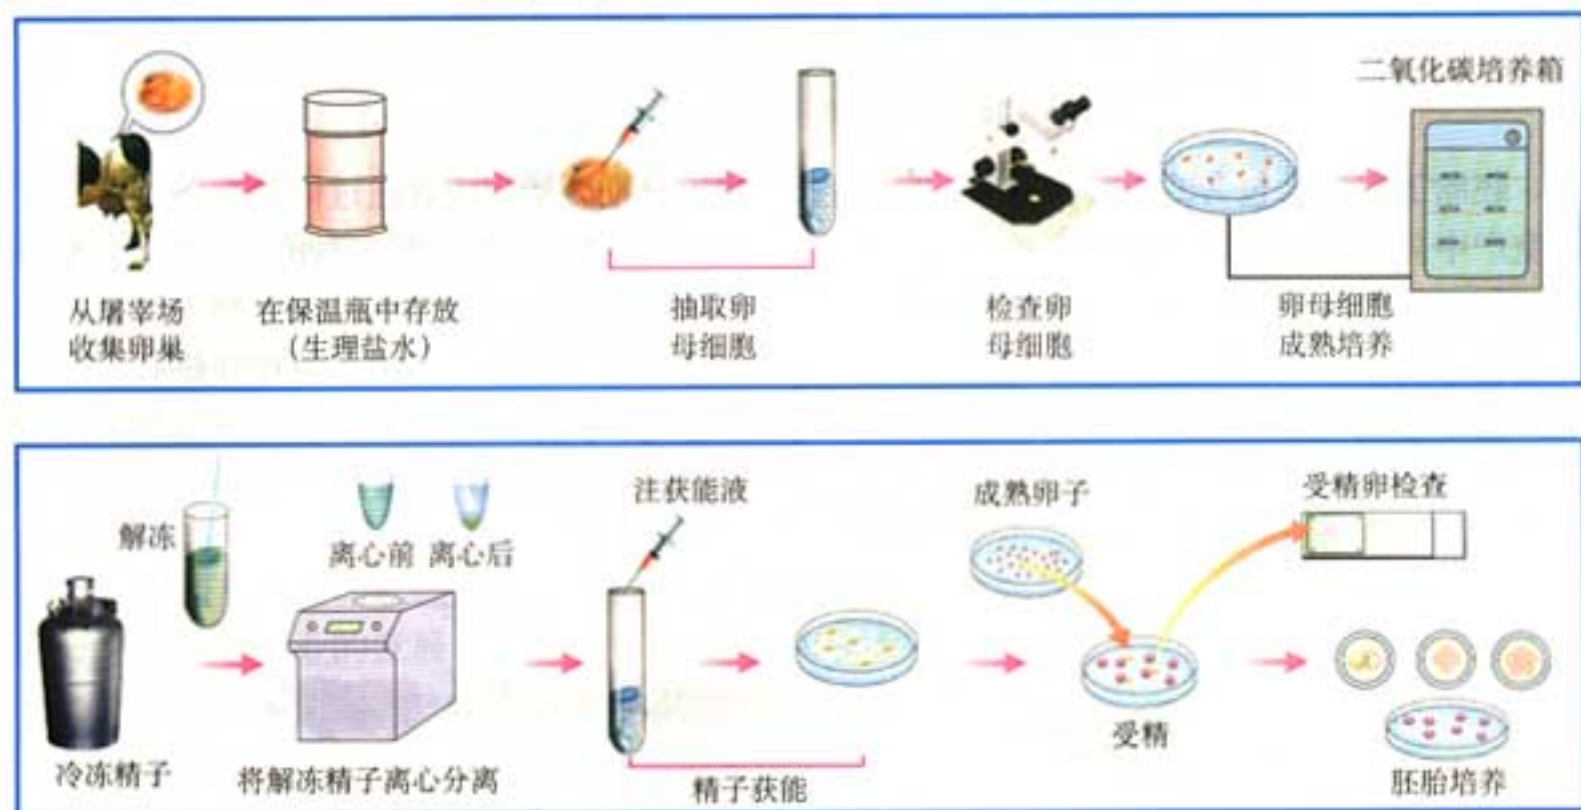 二氧化碳培养箱
从屠宰场
收集卵巢
在保温瓶中存放
（生理盐水）
抽取卵
母细胞
检查卵
母细胞
卵母细胞
成熟培养
解冻
离心前
离心后
注获能液
成熟卵子
受精卵检查
冷冻精子
将解冻精子离心分离
精子获能
受精
胚胎培养